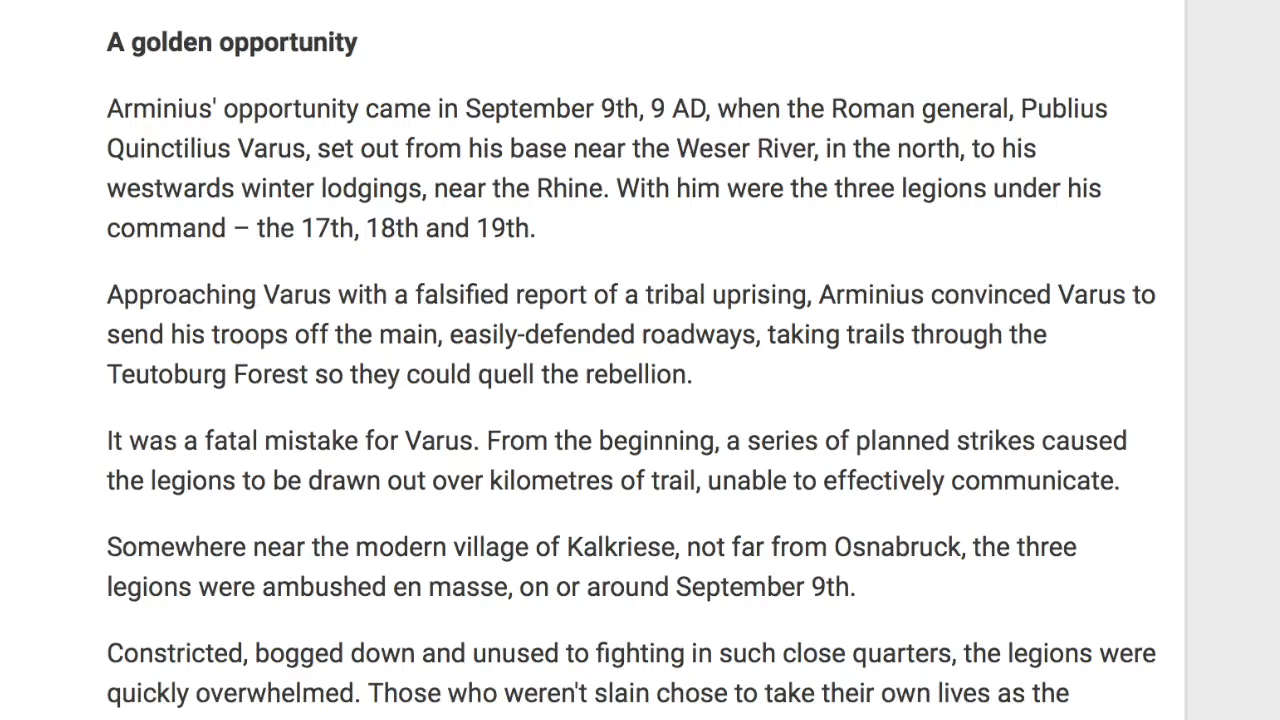 A golden opportunity
Arminius' opportunity came in September 9th, 9 AD, when the Roman general, Publius
Quinctilius Varus, set out from his base near the Weser River, in the north, to his
westwards winter lodgings, near the Rhine. With him were the three legions under his
command – the 17th, 18th and 19th.
Approaching Varus with a falsified report of a tribal uprising, Arminius convinced Varus to
send his troops off the main, easily-defended roadways, taking trails through the
Teutoburg Forest so they could quell the rebellion.
It was a fatal mistake for Varus. From the beginning, a series of planned strikes caused
the legions to be drawn out over kilometres of trail, unable to effectively communicate.
Somewhere near the modern village of Kalkriese, not far from Osnabruck, the three
legions were ambushed en masse, on or around September 9th.
Constricted, bogged down and unused to fighting in such close quarters, the legions were
quickly overwhelmed. Those who weren't slain chose to take their own lives as the